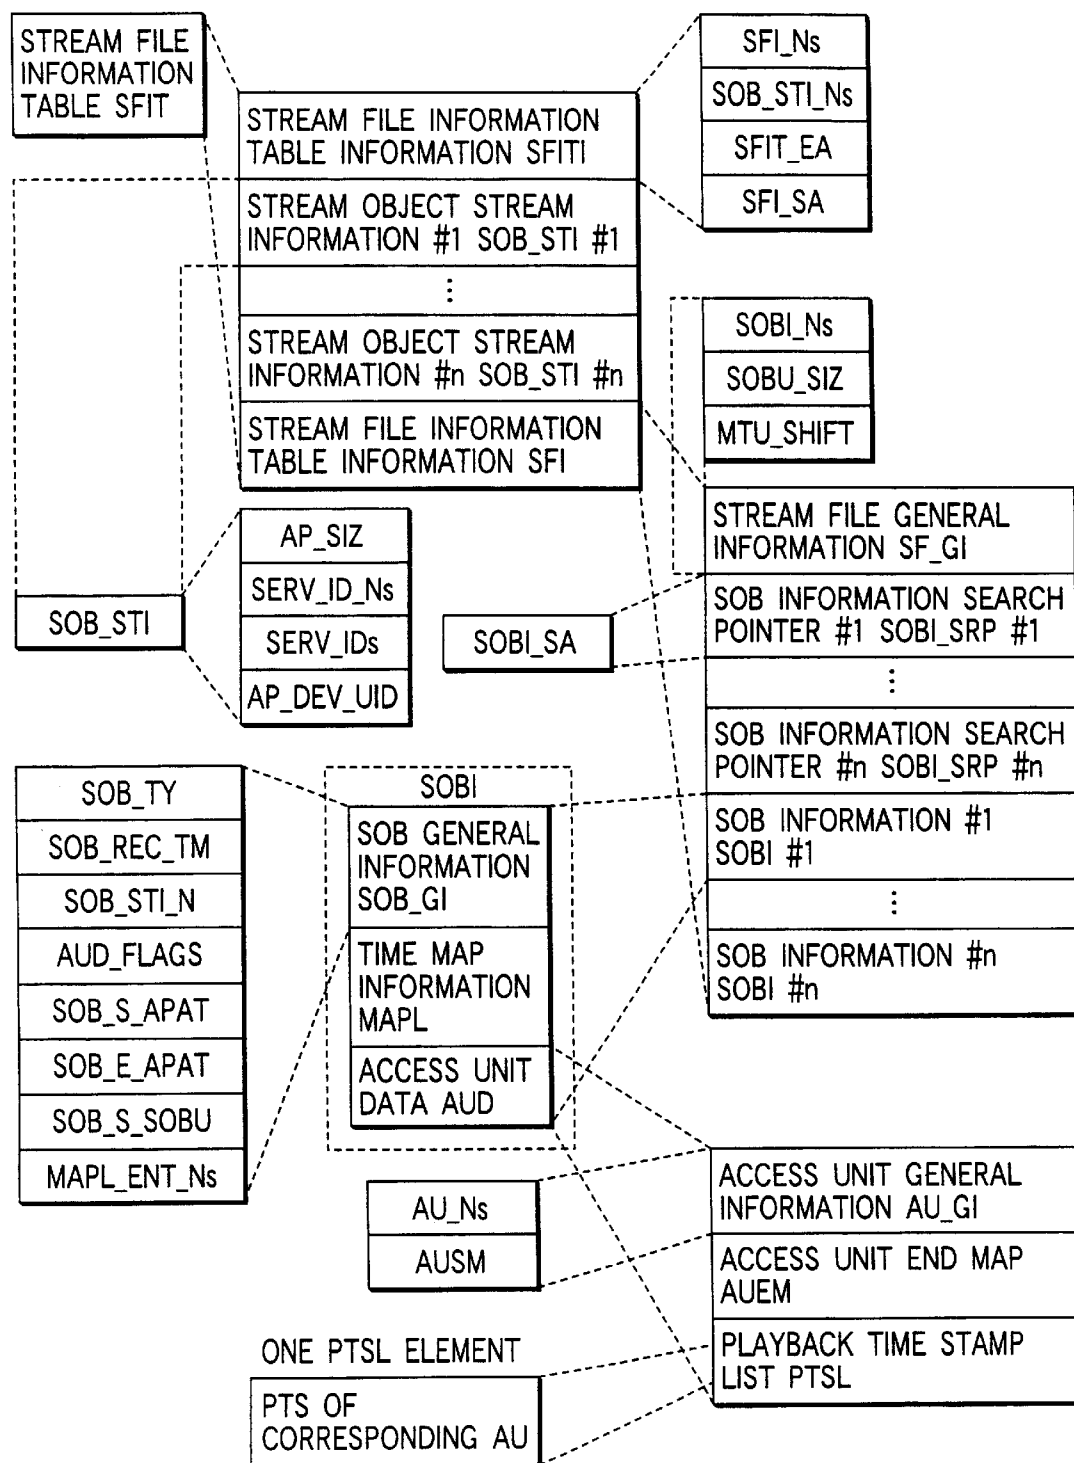 STREAM FILE
INFORMATION
TABLE SFIT
STREAM FILE INFORMATION
TABLE INFORMATION SFITI
STREAM OBJECT STREAM
INFORMATION #1 SOB_STI #1
⋮
STREAM OBJECT STREAM
INFORMATION #n SOB_STI #n
STREAM FILE INFORMATION
TABLE INFORMATION SFI
SFI_Ns
SOB_STI_Ns
SFIT_EA
SFI_SA
SOBI_Ns
SOBU_SIZ
MTU_SHIFT
STREAM FILE GENERAL
INFORMATION SF_GI
SOB INFORMATION SEARCH
POINTER #1 SOBI_SRP #1
⋮
SOB INFORMATION SEARCH
POINTER #n SOBI_SRP #n
SOB INFORMATION #1
SOBI #1
⋮
SOB INFORMATION #n
SOBI #n
SOB_STI
AP_SIZ
SERV_ID_Ns
SERV_IDs
AP_DEV_UID
SOBI_SA
SOB_TY
SOB_REC_TM
SOB_STI_N
AUD_FLAGS
SOB_S_APAT
SOB_E_APAT
SOB_S_SOBU
MAPL_ENT_Ns
SOBI
SOB GENERAL
INFORMATION
SOB_GI
TIME MAP
INFORMATION
MAPL
ACCESS UNIT
DATA AUD
AU_Ns
AUSM
ACCESS UNIT GENERAL
INFORMATION AU_GI
ACCESS UNIT END MAP
AUEM
PLAYBACK TIME STAMP
LIST PTSL
ONE PTSL ELEMENT
PTS OF
CORRESPONDING AU